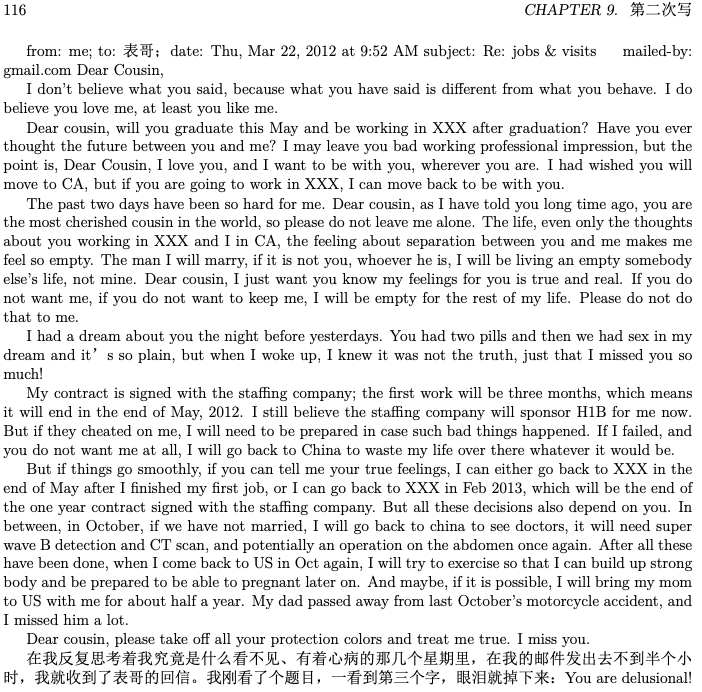 116 CHAPTER 9. 第二次写
from: me; to: 表哥; date: Thu, Mar 22, 2012 at 9:52 AM subject: Re: jobs & visits mailed-by:
gmail.com Dear Cousin,
I don't believe what you said, because what you have said is different from what you behave. I do
believe you love me, at least you like me.
Dear cousin, will you graduate this May and be working in XXX after graduation? Have you ever
thought the future between you and me? I may leave you bad working professional impression, but the
point is, Dear Cousin, I love you, and I want to be with you, wherever you are. I had wished you will
move to CA, but if you are going to work in XXX, I can move back to be with you.
The past two days have been so hard for me. Dear cousin, as I have told you long time ago, you are
the most cherished cousin in the world, so please do not leave me alone. The life, even only the thoughts
about you working in XXX and I in CA, the feeling about separation between you and me makes me
feel so empty. The man I will marry, if it is not you, whoever he is, I will be living an empty somebody
else's life, not mine. Dear cousin, I just want you know my feelings for you is true and real. If you do
not want me, if you do not want to keep me, I will be empty for the rest of my life. Please do not do
that to me.
I had a dream about you the night before yesterdays. You had two pills and then we had sex in my
dream and it's so plain, but when I woke up, I knew it was not the truth, just that I missed you so
much!
My contract is signed with the staffing company; the first work will be three months, which means
it will end in the end of May, 2012. I still believe the staffing company will sponsor H1B for me now.
But if they cheated on me, I will need to be prepared in case such bad things happened. If I failed, and
you do not want me at all, I will go back to China to waste my life over there whatever it would be.
But if things go smoothly, if you can tell me your true feelings, I can either go back to XXX in the
end of May after I finished my first job, or I can go back to XXX in Feb 2013, which will be the end of
the one year contract signed with the staffing company. But all these decisions also depend on you. In
between, in October, if we have not married, I will go back to china to see doctors, it will need super
wave B detection and CT scan, and potentially an operation on the abdomen once again. After all these
have been done, when I come back to US in Oct again, I will try to exercise so that I can build up strong
body and be prepared to be able to pregnant later on. And maybe, if it is possible, I will bring my mom
to US with me for about half a year. My dad passed away from last October's motorcycle accident, and
I missed him a lot.
Dear cousin, please take off all your protection colors and treat me true. I miss you.
在我反复思考着我究竟是什么看不见、有着心病的那几个星期里，在我的邮件发出去不到半个小
时，我就收到了表哥的回信。我刚看了个题目，一看到第三个字，眼泪就掉下来：You are delusional!